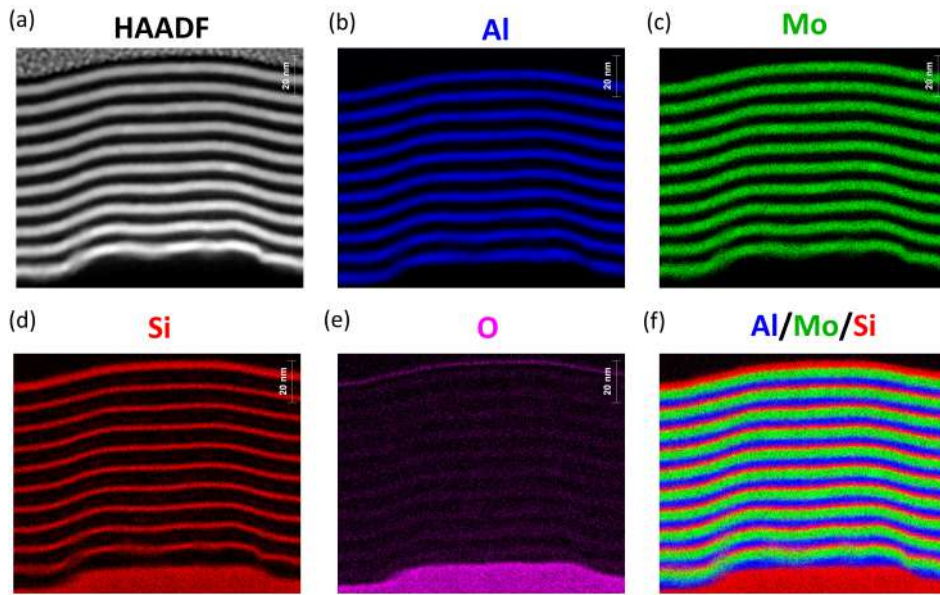 (a)
HAADF
(b)
Al
(c)
Mo
20 nm
20 nm
20 nm
(d)
Si
(e)
O
(f)
Al/Mo/Si
20 nm
20 nm